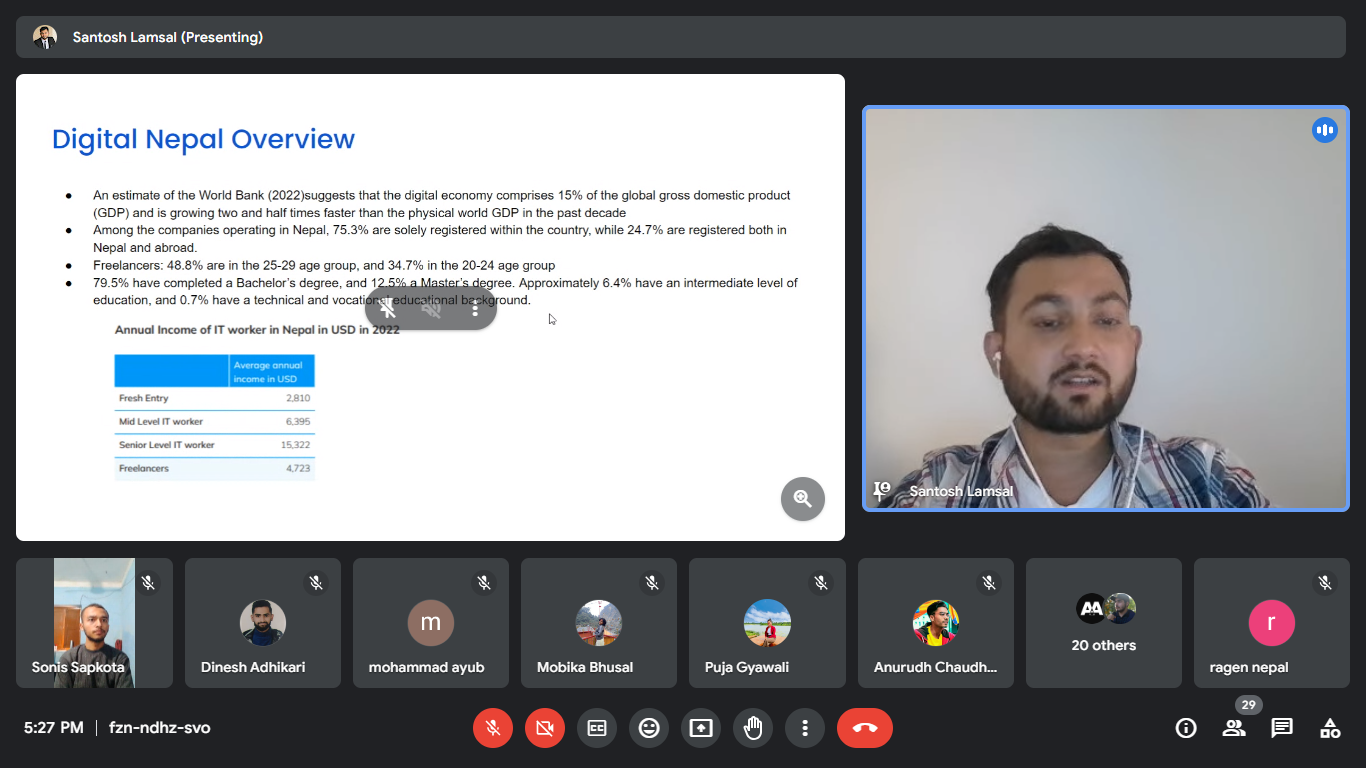 Santosh Lamsal (Presenting)
Digital Nepal Overview
An estimate of the World Bank (2022)suggests that the digital economy comprises 15% of the global gross domestic product
(GDP) and is growing two and half times faster than the physical world GDP in the past decade
Among the companies operating in Nepal, 75.3% are solely registered within the country, while 24.7% are registered both in
Nepal and abroad.
Freelancers: 48.8% are in the 25-29 age group, and 34.7% in the 20-24 age group
79.5% have completed a Bachelor's degree, and 12.5% a Master's degree. Approximately 6.4% have an intermediate level of
education, and 0.7% have a technical and vocational educational background.
Annual Income of IT worker in Nepal in USD in 2022
Average annual
income in USD
Fresh Entry 2,810
Mid Level IT worker 6,395
Senior Level IT worker 15,322
Freelancers 4,723
Santosh Lamsal
Sonis Sapkota
Dinesh Adhikari
m
mohammad ayub
Mobika Bhusal
Puja Gyawali
Anurudh Chaudh...
AA
20 others
r
ragen nepal
5:27 PM | fzn-ndhz-svo
CC
29